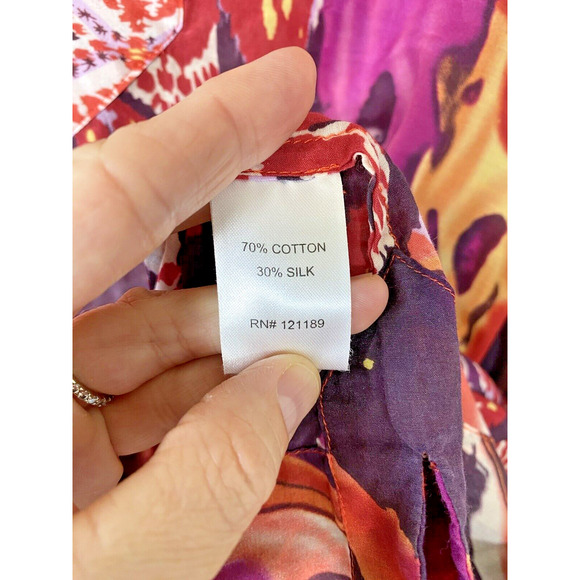 70% COTTON
30% SILK
RN# 121189